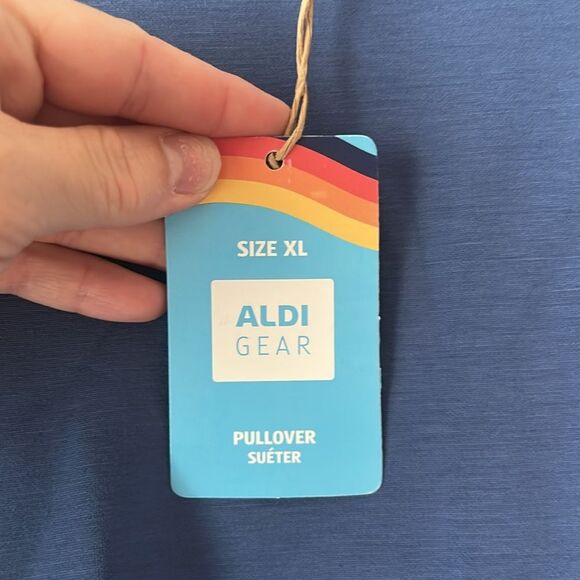 SIZE XL
ALDI
GEAR
PULLOVER
SUÉTER